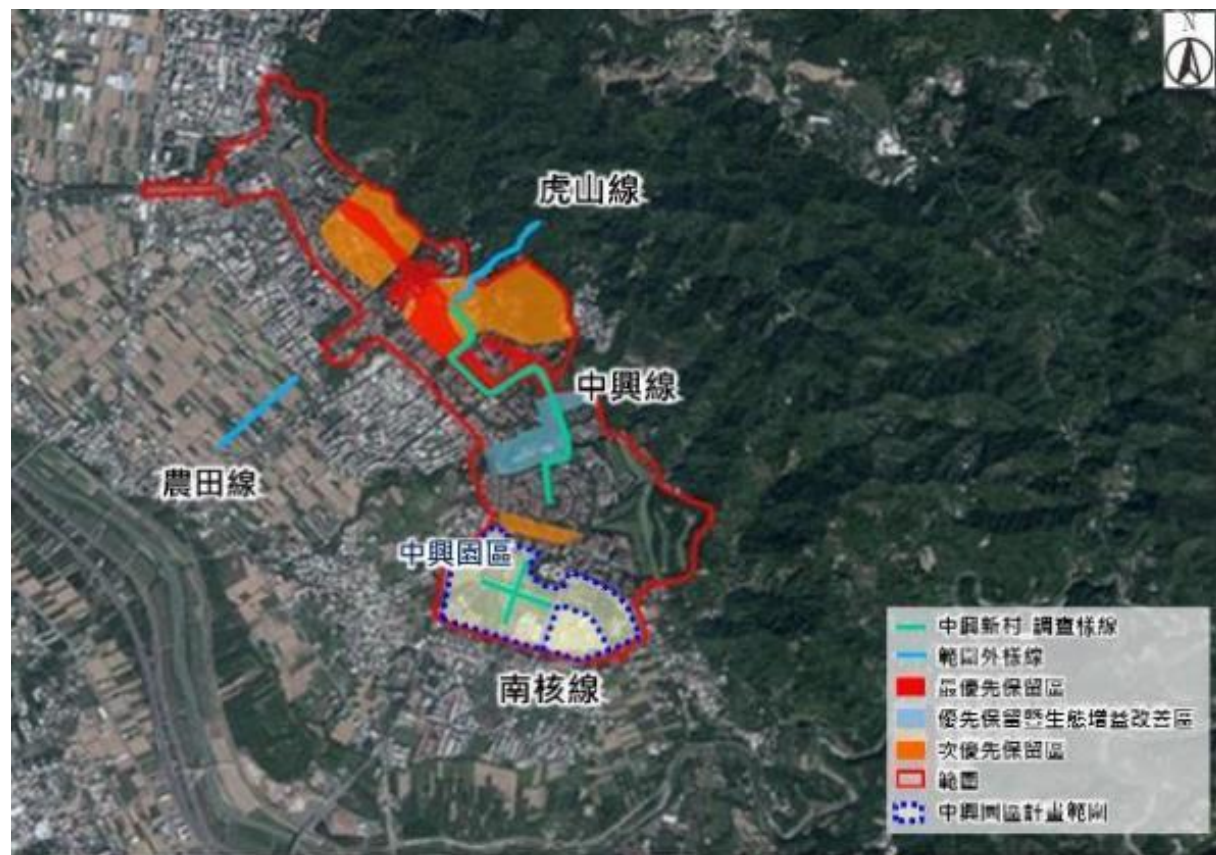 N
虎山線
中興線
農田線
中興園區
南核線
中興新村 調查樣線
範圍外樣線
最優先保留區
優先保留暨生態增益改善區
次優先保留區
範圍
中興園區計畫範圍